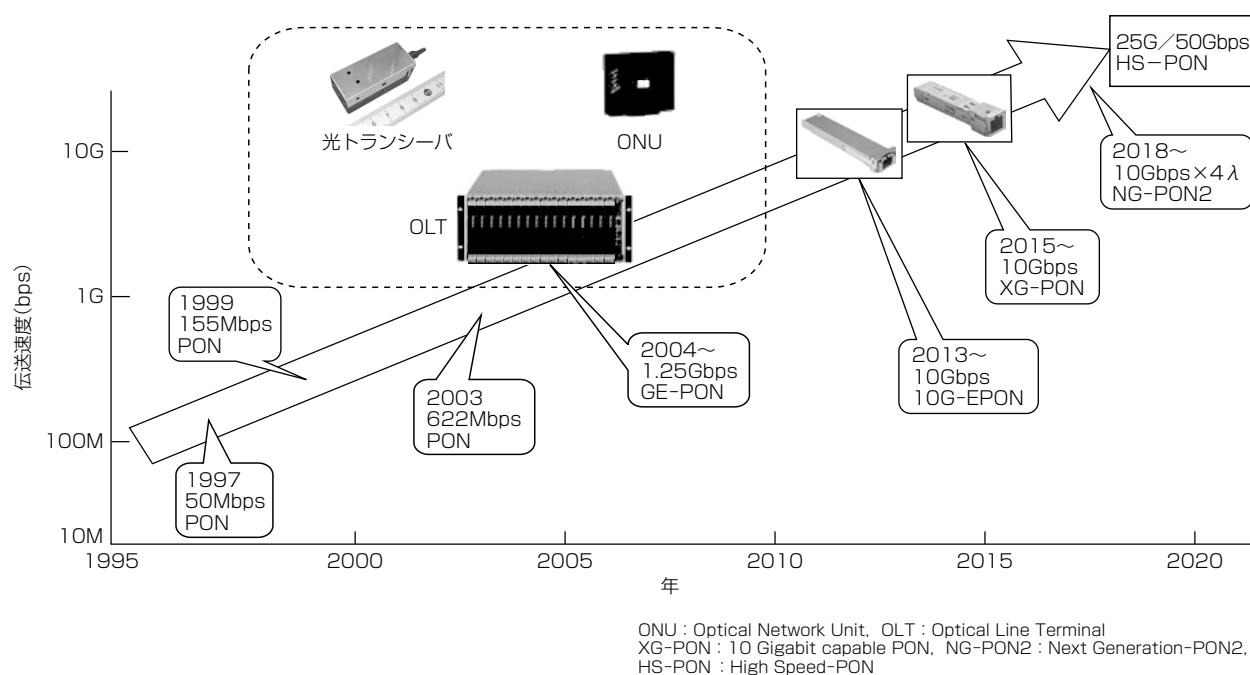 25G／50Gbps
HS−PON
光トランシーバ
ONU
OLT
10G
1G
100M
10M
伝送速度(bps)
2018〜
10Gbps×4λ
NG-PON2
2015〜
10Gbps
XG-PON
1999
155Mbps
PON
2004〜
1.25Gbps
GE-PON
2013〜
10Gbps
10G-EPON
2003
622Mbps
PON
1997
50Mbps
PON
1995
2000
2005
2010
2015
2020
年
ONU：Optical Network Unit, OLT：Optical Line Terminal
XG-PON：10 Gigabit capable PON, NG-PON2：Next Generation-PON2,
HS-PON：High Speed-PON